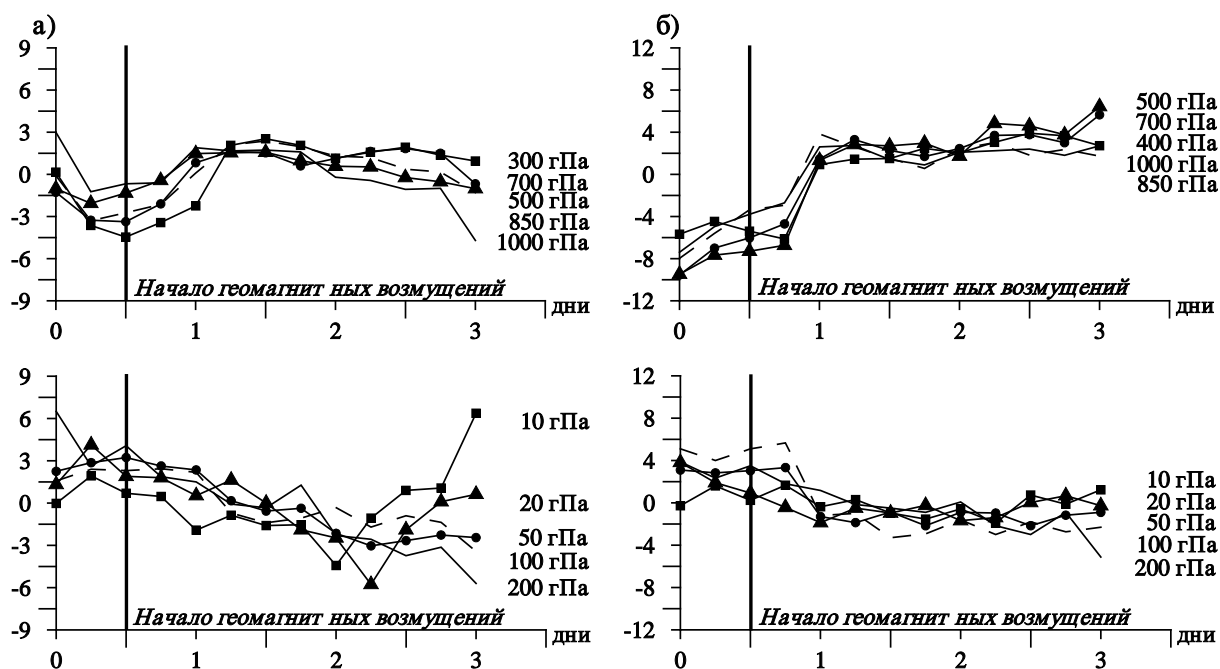 а)
9
6
3
0
-3
-6
-9
300 гПа
700 гПа
500 гПа
850 гПа
1000 гПа
Начало геомагнит ных возмущений
дни
0 1 2 3
б)
12
8
4
0
-4
-8
-12
500 гПа
700 гПа
400 гПа
1000 гПа
850 гПа
Начало геомагнит ных возмущений
дни
0 1 2 3
9
6
3
0
-3
-6
-9
10 гПа
20 гПа
50 гПа
100 гПа
200 гПа
Начало геомагнит ных возмущений
дни
0 1 2 3
12
8
4
0
-4
-8
-12
10 гПа
20 гПа
50 гПа
100 гПа
200 гПа
Начало геомагнит ных возмущений
дни
0 1 2 3